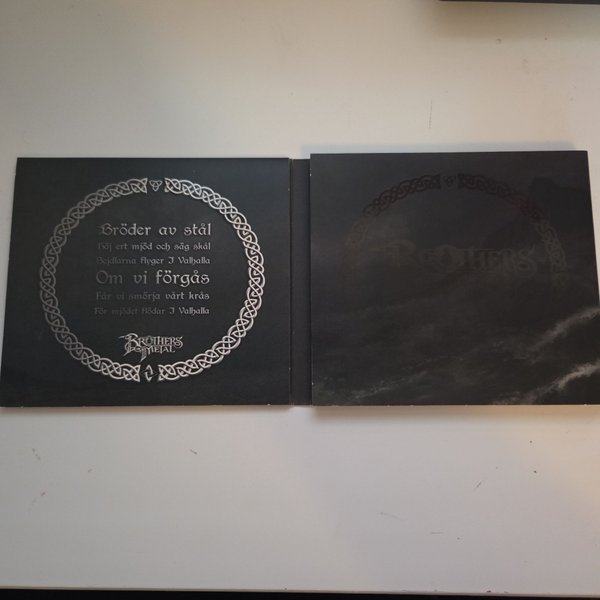 Bröder av stål
Höj ert mjöd och säg skål
Bejdlarna flyger I Valhalla
Om vi förgås
Får vi smörja vårt krås
För mjödet flödar I Valhalla
BROTHERS
OF METAL
BROTHERS